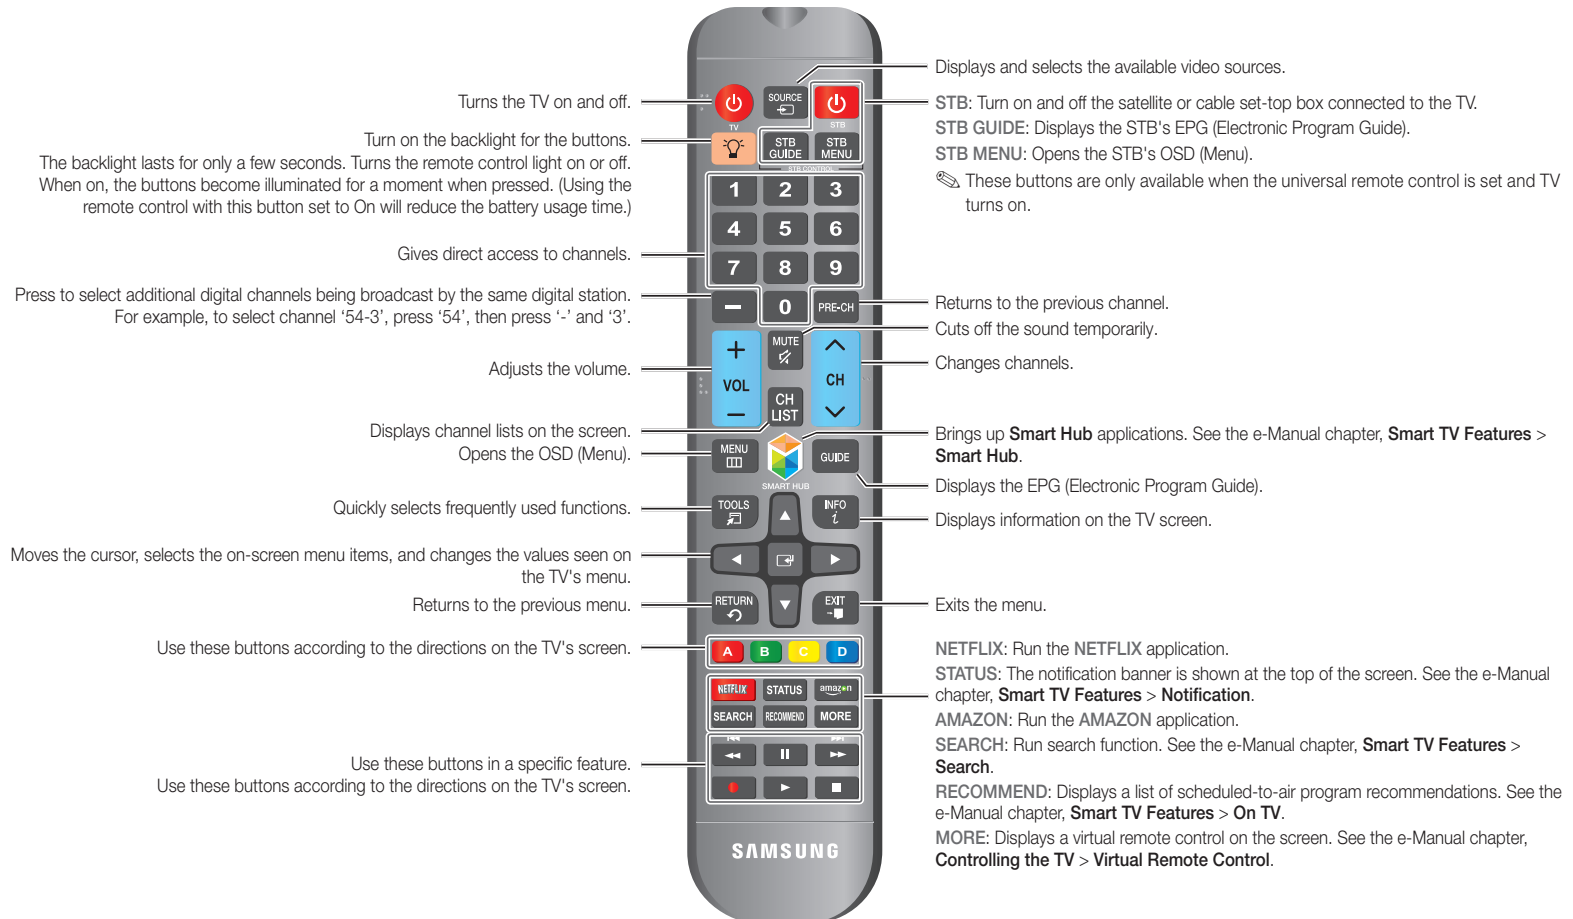 Turns the TV on and off.
Turn on the backlight for the buttons.
The backlight lasts for only a few seconds. Turns the remote control light on or off.
When on, the buttons become illuminated for a moment when pressed. (Using the
remote control with this button set to On will reduce the battery usage time.)
Gives direct access to channels.
Press to select additional digital channels being broadcast by the same digital station.
For example, to select channel ‘54-3’, press ‘54’, then press ‘-’ and ‘3’.
Adjusts the volume.
Displays channel lists on the screen.
Opens the OSD (Menu).
Quickly selects frequently used functions.
Moves the cursor, selects the on-screen menu items, and changes the values seen on
the TV's menu.
Returns to the previous menu.
Use these buttons according to the directions on the TV's screen.
Use these buttons in a specific feature.
Use these buttons according to the directions on the TV's screen.
SOURCE
TV
STB
STB
GUIDE
STB
MENU
STB CONTROL
1 2 3
4 5 6
7 8 9
– 0 PRE-CH
MUTE
+
VOL
–
CH
CH
LIST
MENU
GUIDE
SMART HUB
TOOLS
INFO
i
RETURN
EXIT
A B C D
NETFLIX STATUS amazon
SEARCH RECOMMEND MORE
SAMSUNG
Displays and selects the available video sources.
STB: Turn on and off the satellite or cable set-top box connected to the TV.
STB GUIDE: Displays the STB's EPG (Electronic Program Guide).
STB MENU: Opens the STB's OSD (Menu).
These buttons are only available when the universal remote control is set and TV
turns on.
Returns to the previous channel.
Cuts off the sound temporarily.
Changes channels.
Brings up Smart Hub applications. See the e-Manual chapter, Smart TV Features >
Smart Hub.
Displays the EPG (Electronic Program Guide).
Displays information on the TV screen.
Exits the menu.
NETFLIX: Run the NETFLIX application.
STATUS: The notification banner is shown at the top of the screen. See the e-Manual
chapter, Smart TV Features > Notification.
AMAZON: Run the AMAZON application.
SEARCH: Run search function. See the e-Manual chapter, Smart TV Features >
Search.
RECOMMEND: Displays a list of scheduled-to-air program recommendations. See the
e-Manual chapter, Smart TV Features > On TV.
MORE: Displays a virtual remote control on the screen. See the e-Manual chapter,
Controlling the TV > Virtual Remote Control.